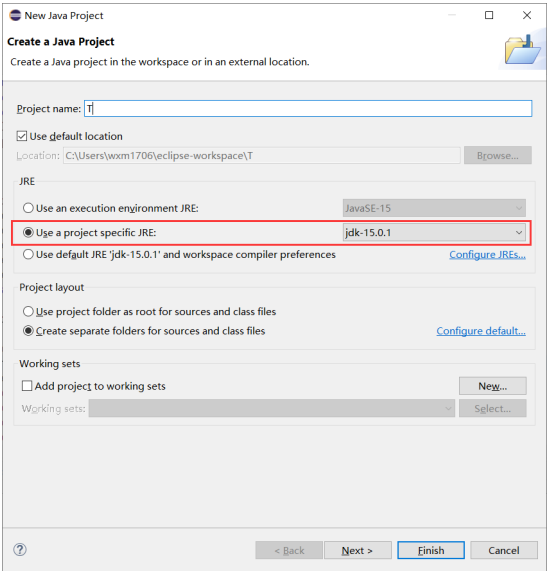 New Java Project
Create a Java Project
Create a Java project in the workspace or in an external location.
Project name: T
Use default location
Location: C:\Users\wxm1706\eclipse-workspace\T Browse...
JRE
Use an execution environment JRE: JavaSE-15
Use a project specific JRE: jdk-15.0.1
Use default JRE 'jdk-15.0.1' and workspace compiler preferences Configure JREs...
Project layout
Use project folder as root for sources and class files
Create separate folders for sources and class files Configure default...
Working sets
Add project to working sets New...
Working sets: Select...
? < Back Next > Finish Cancel